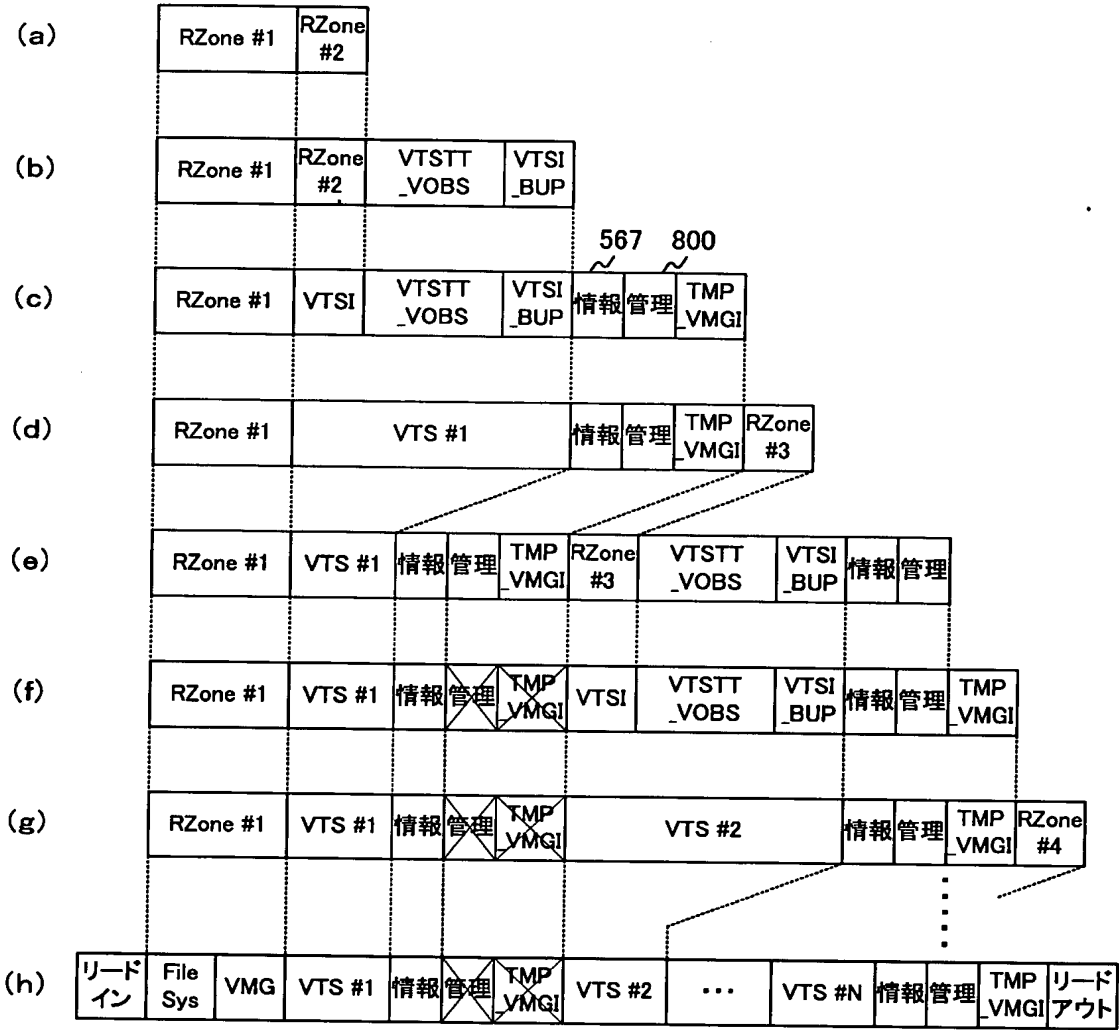 (a)
RZone #1
RZone
#2
(b)
RZone #1
RZone
#2
VTSTT
_VOBS
VTSI
_BUP
567
800
(c)
RZone #1
VTSI
VTSTT
_VOBS
VTSI
_BUP
情報
管理
TMP
_VMGI
(d)
RZone #1
VTS #1
情報
管理
TMP
_VMGI
RZone
#3
(e)
RZone #1
VTS #1
情報
管理
TMP
_VMGI
RZone
#3
VTSTT
_VOBS
VTSI
_BUP
情報
管理
(f)
RZone #1
VTS #1
情報
管理
TMP
_VMGI
VTSI
VTSTT
_VOBS
VTSI
_BUP
情報
管理
TMP
_VMGI
(g)
RZone #1
VTS #1
情報
管理
TMP
_VMGI
VTS #2
情報
管理
TMP
_VMGI
RZone
#4
(h)
リード
イン
File
Sys
VMG
VTS #1
情報
管理
TMP
_VMGI
VTS #2
...
VTS #N
情報
管理
TMP
_VMGI
リード
アウト